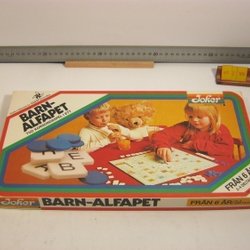 BARN-
ALFAPET
Joker
FRÅN 6 ÅR
E
B
Joker
BARN-ALFAPET
FRÅN 6 ÅR